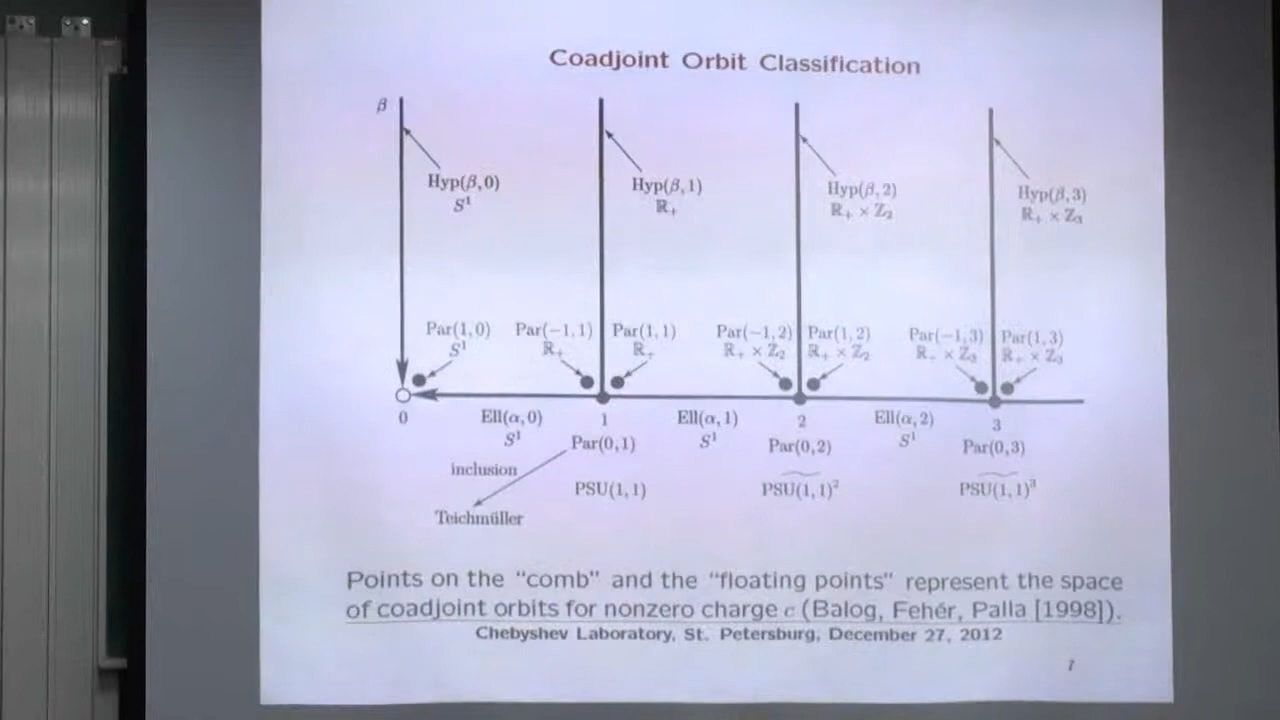 Coadjoint Orbit Classification
β
Hyp(β, 0)
S¹
Hyp(β, 1)
ℝ₊
Hyp(β, 2)
ℝ₊ × ℤ₂
Hyp(β, 3)
ℝ₊ × ℤ₃
Par(1, 0)
S¹
Par(−1, 1)
ℝ₊
Par(1, 1)
ℝ₊
Par(−1, 2)
ℝ₊ × ℤ₂
Par(1, 2)
ℝ₊ × ℤ₂
Par(−1, 3)
ℝ₊ × ℤ₃
Par(1, 3)
ℝ₊ × ℤ₃
0
Ell(α, 0)
S¹
1
Par(0, 1)
PSU(1, 1)
Ell(α, 1)
S¹
2
Par(0, 2)
PSU(1, 1)²
Ell(α, 2)
S¹
3
Par(0, 3)
PSU(1, 1)³
inclusion
Teichmüller
Points on the "comb" and the "floating points" represent the space
of coadjoint orbits for nonzero charge c (Balog, Fehér, Palla [1998]).
Chebyshev Laboratory, St. Petersburg, December 27, 2012
7